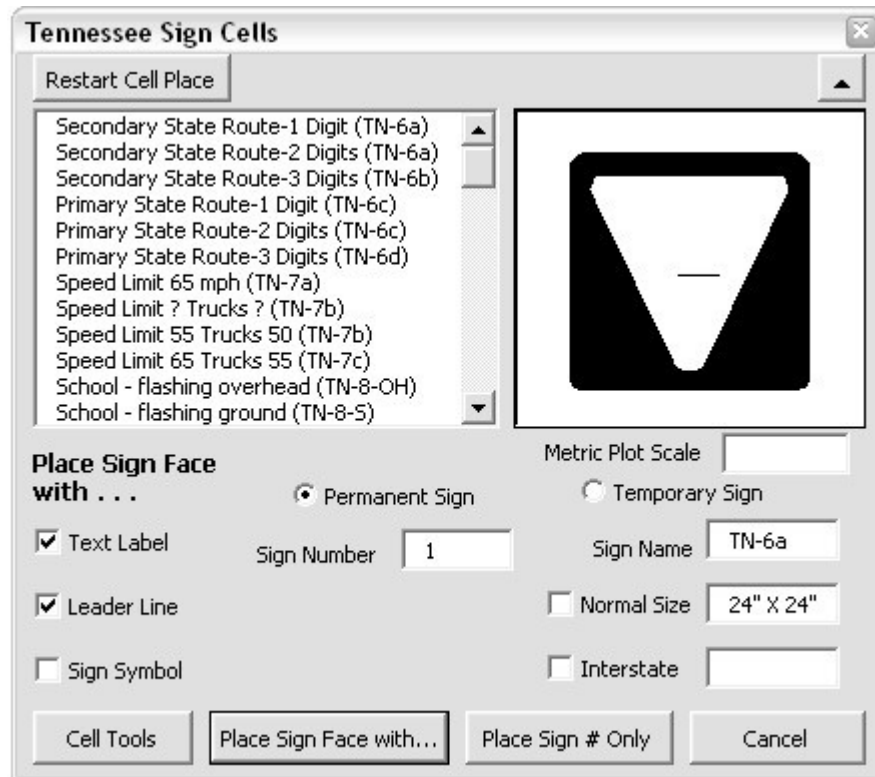 Tennessee Sign Cells
Restart Cell Place
Secondary State Route-1 Digit (TN-6a)
Secondary State Route-2 Digits (TN-6a)
Secondary State Route-3 Digits (TN-6b)
Primary State Route-1 Digit (TN-6c)
Primary State Route-2 Digits (TN-6c)
Primary State Route-3 Digits (TN-6d)
Speed Limit 65 mph (TN-7a)
Speed Limit ? Trucks ? (TN-7b)
Speed Limit 55 Trucks 50 (TN-7b)
Speed Limit 65 Trucks 55 (TN-7c)
School - flashing overhead (TN-8-OH)
School - flashing ground (TN-8-S)
Metric Plot Scale
Place Sign Face
with . . .
Permanent Sign
Temporary Sign
Text Label
Sign Number 1
Sign Name TN-6a
Leader Line
Normal Size 24" X 24"
Sign Symbol
Interstate
Cell Tools
Place Sign Face with...
Place Sign # Only
Cancel